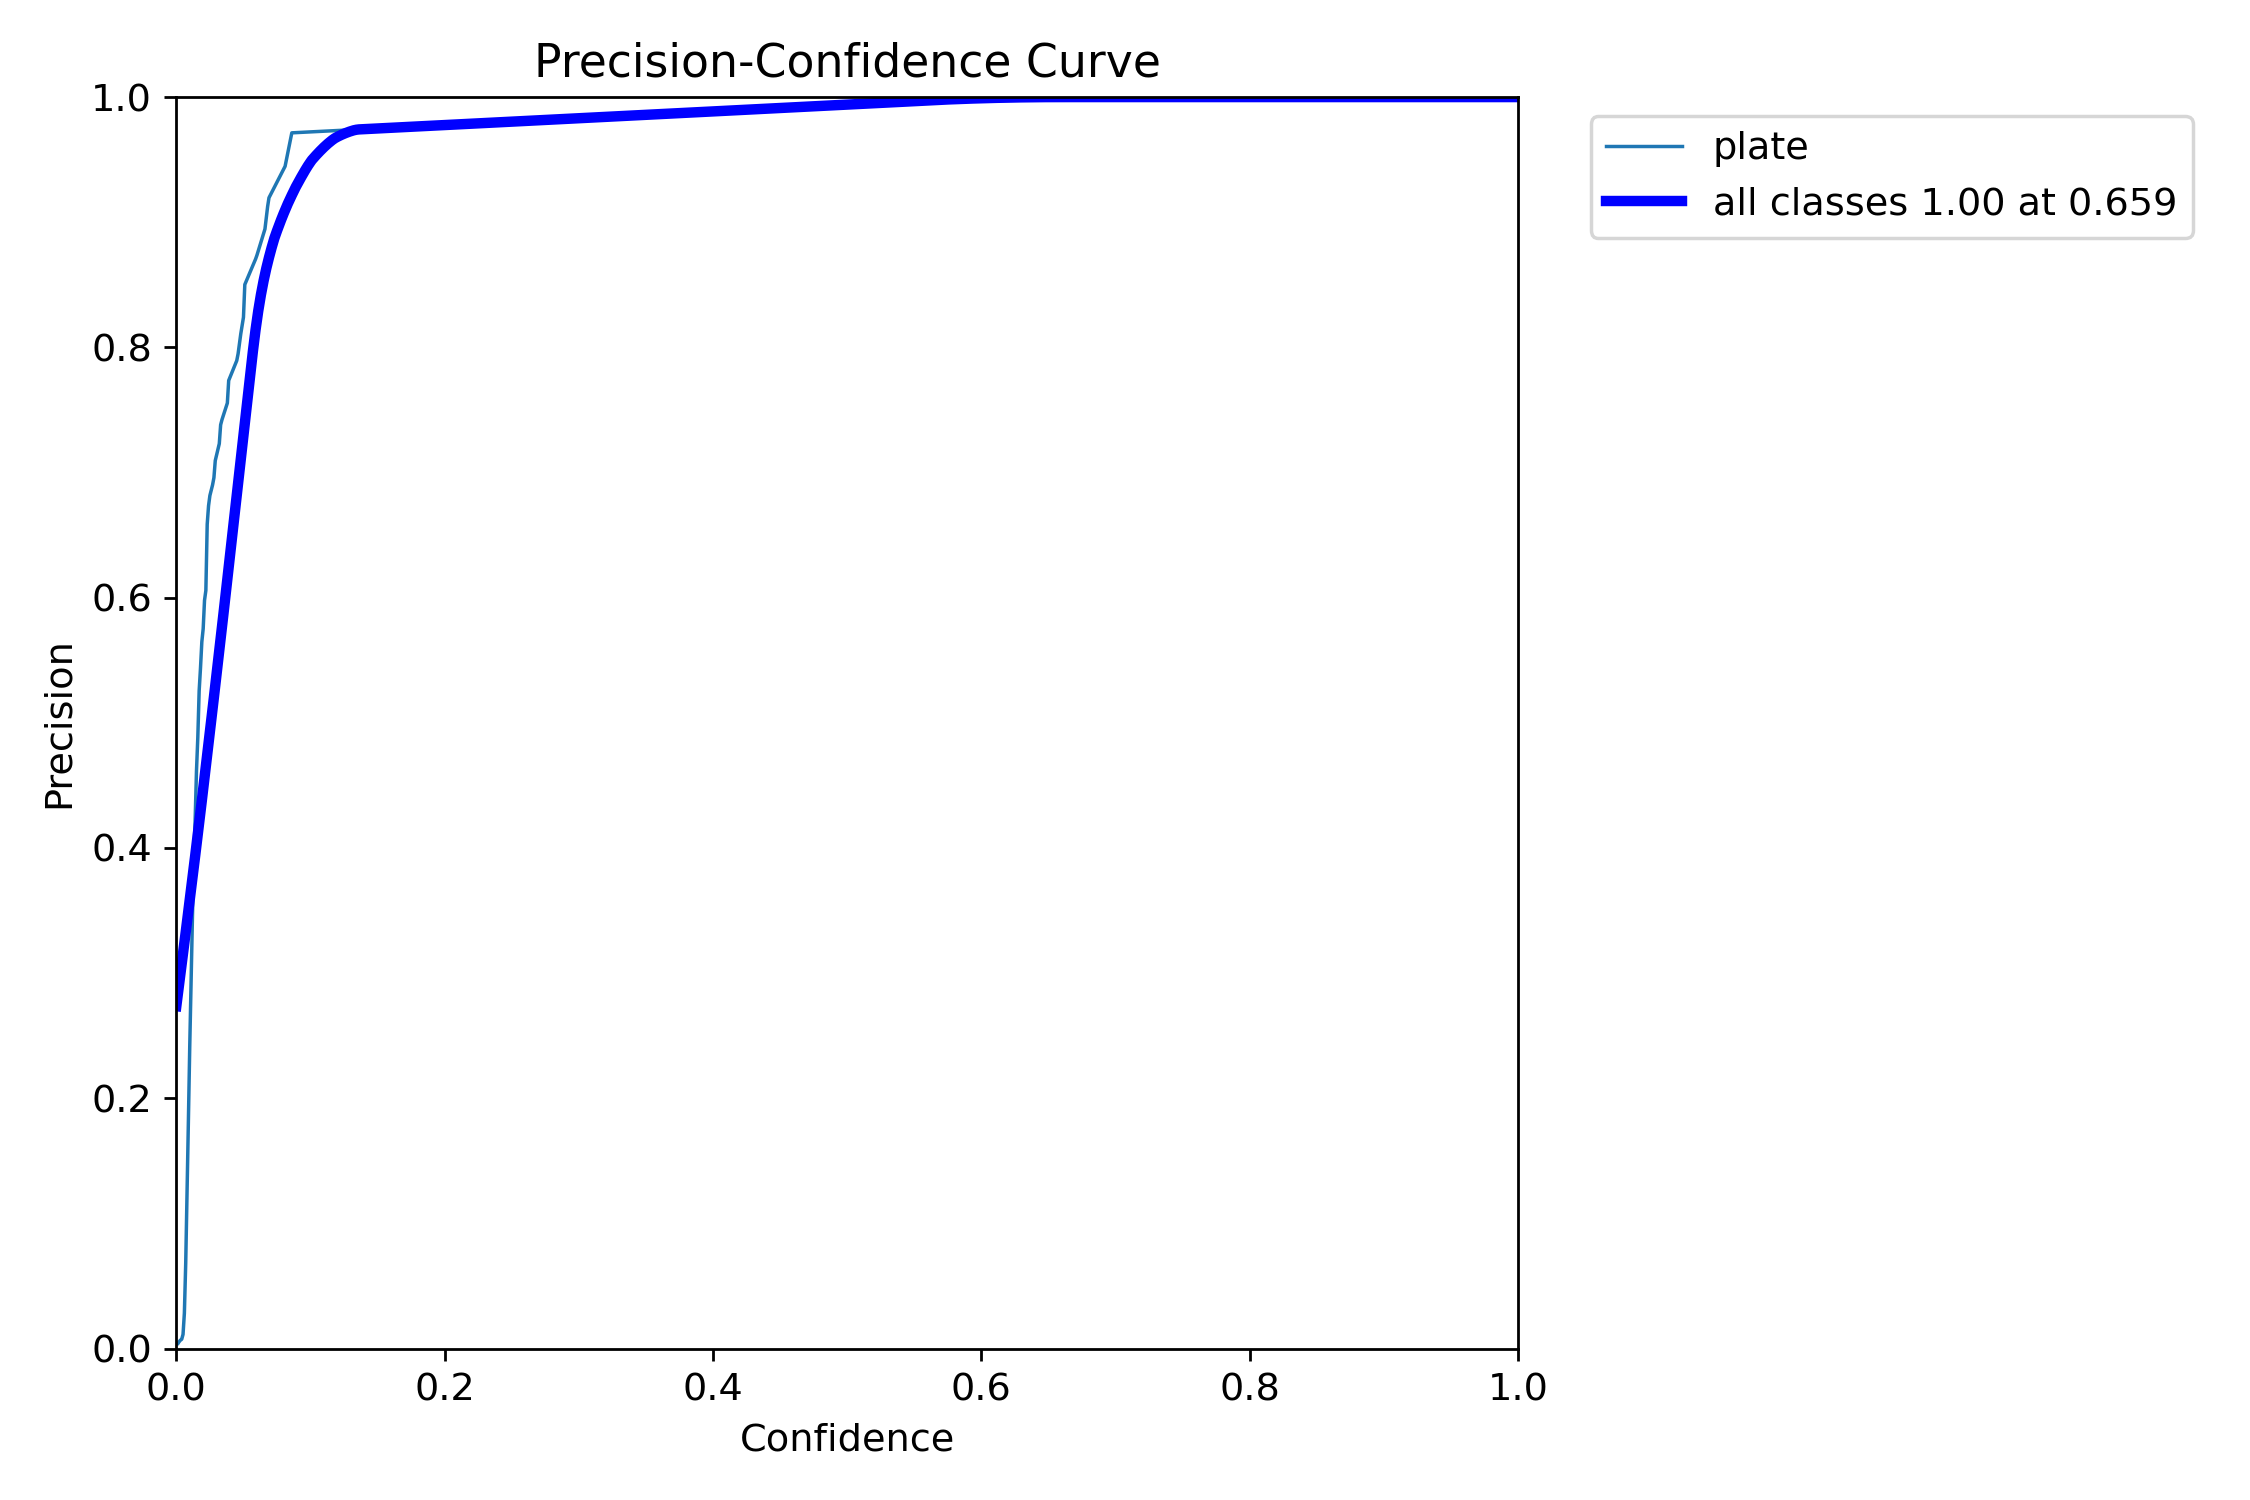 Precision-Confidence Curve
plate
all classes 1.00 at 0.659
Precision
1.0
0.8
0.6
0.4
0.2
0.0
0.0 0.2 0.4 0.6 0.8 1.0
Confidence